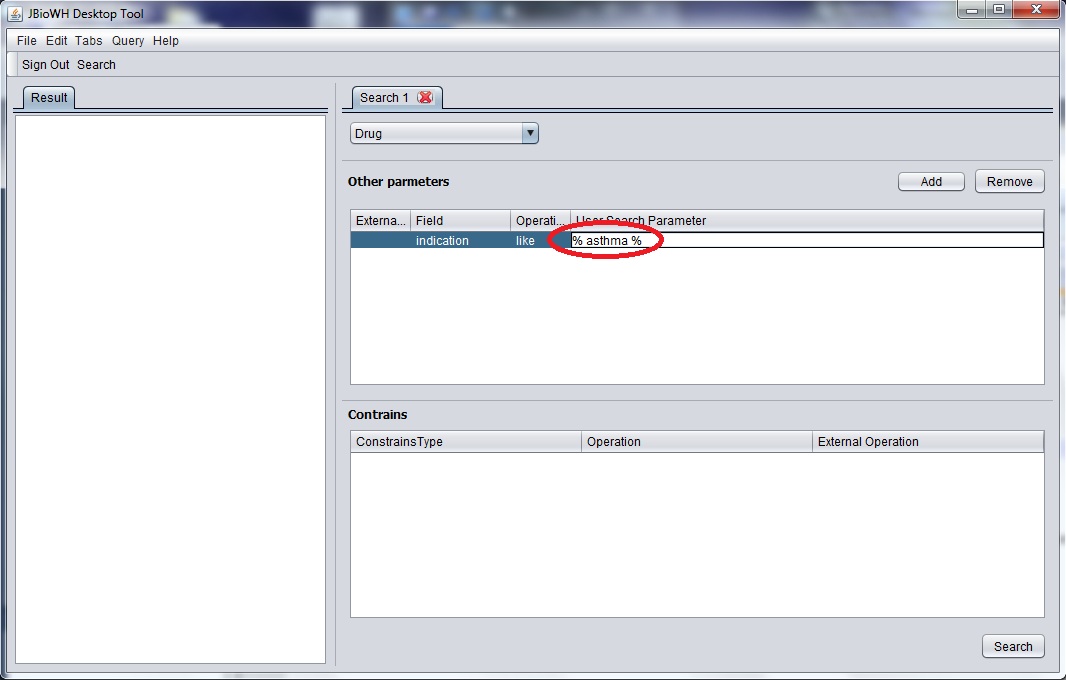 JBioWH Desktop Tool
File Edit Tabs Query Help
Sign Out Search
Result
Search 1
Drug
Other parmeters
Add Remove
Externa... Field Operati... User Search Parameter
indication like % asthma %
Contrains
ConstrainsType Operation External Operation
Search